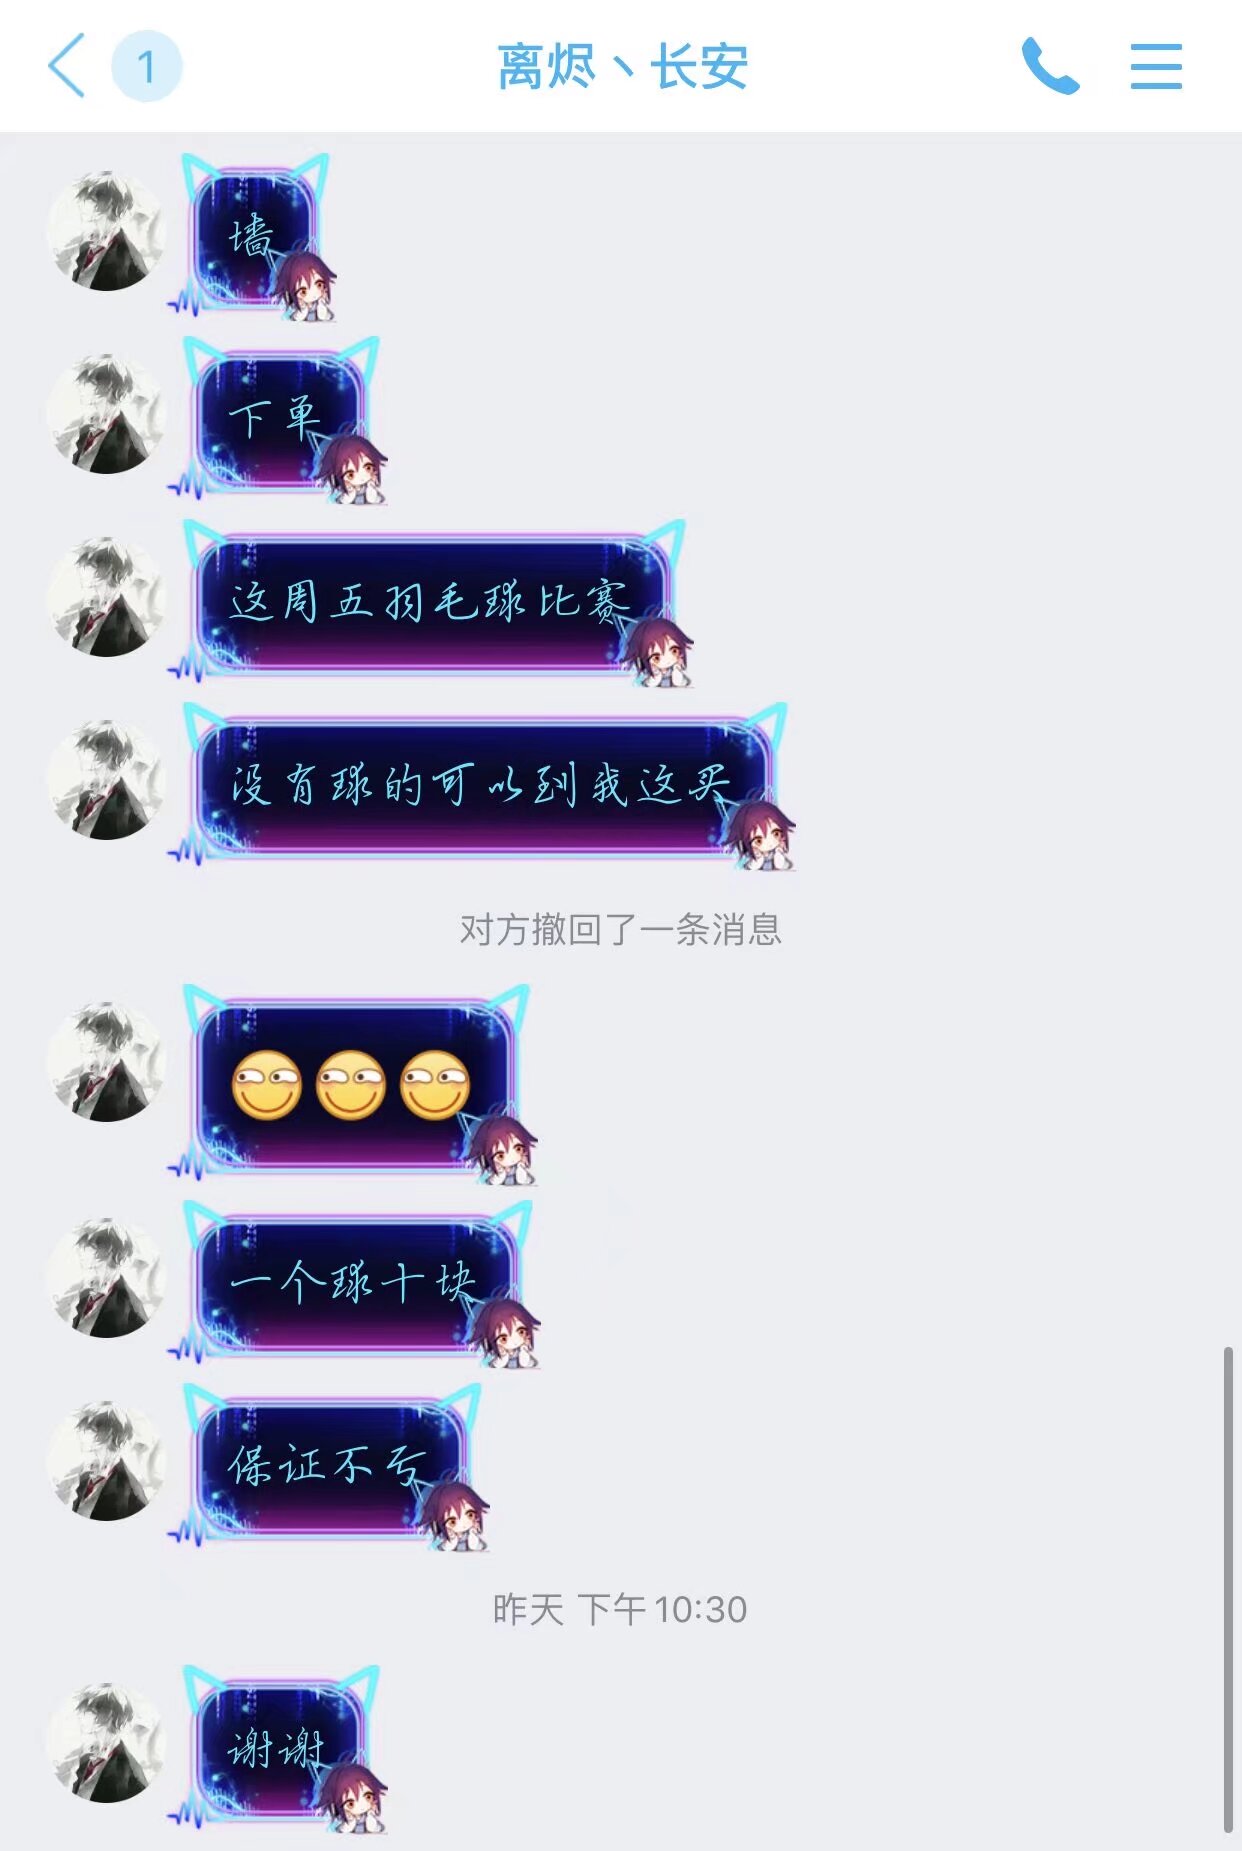 1
离烬丶长安
墙
下单
这周五羽毛球比赛
没有球的可以到我这买
对方撤回了一条消息
一个球十块
保证不亏
昨天 下午10:30
谢谢